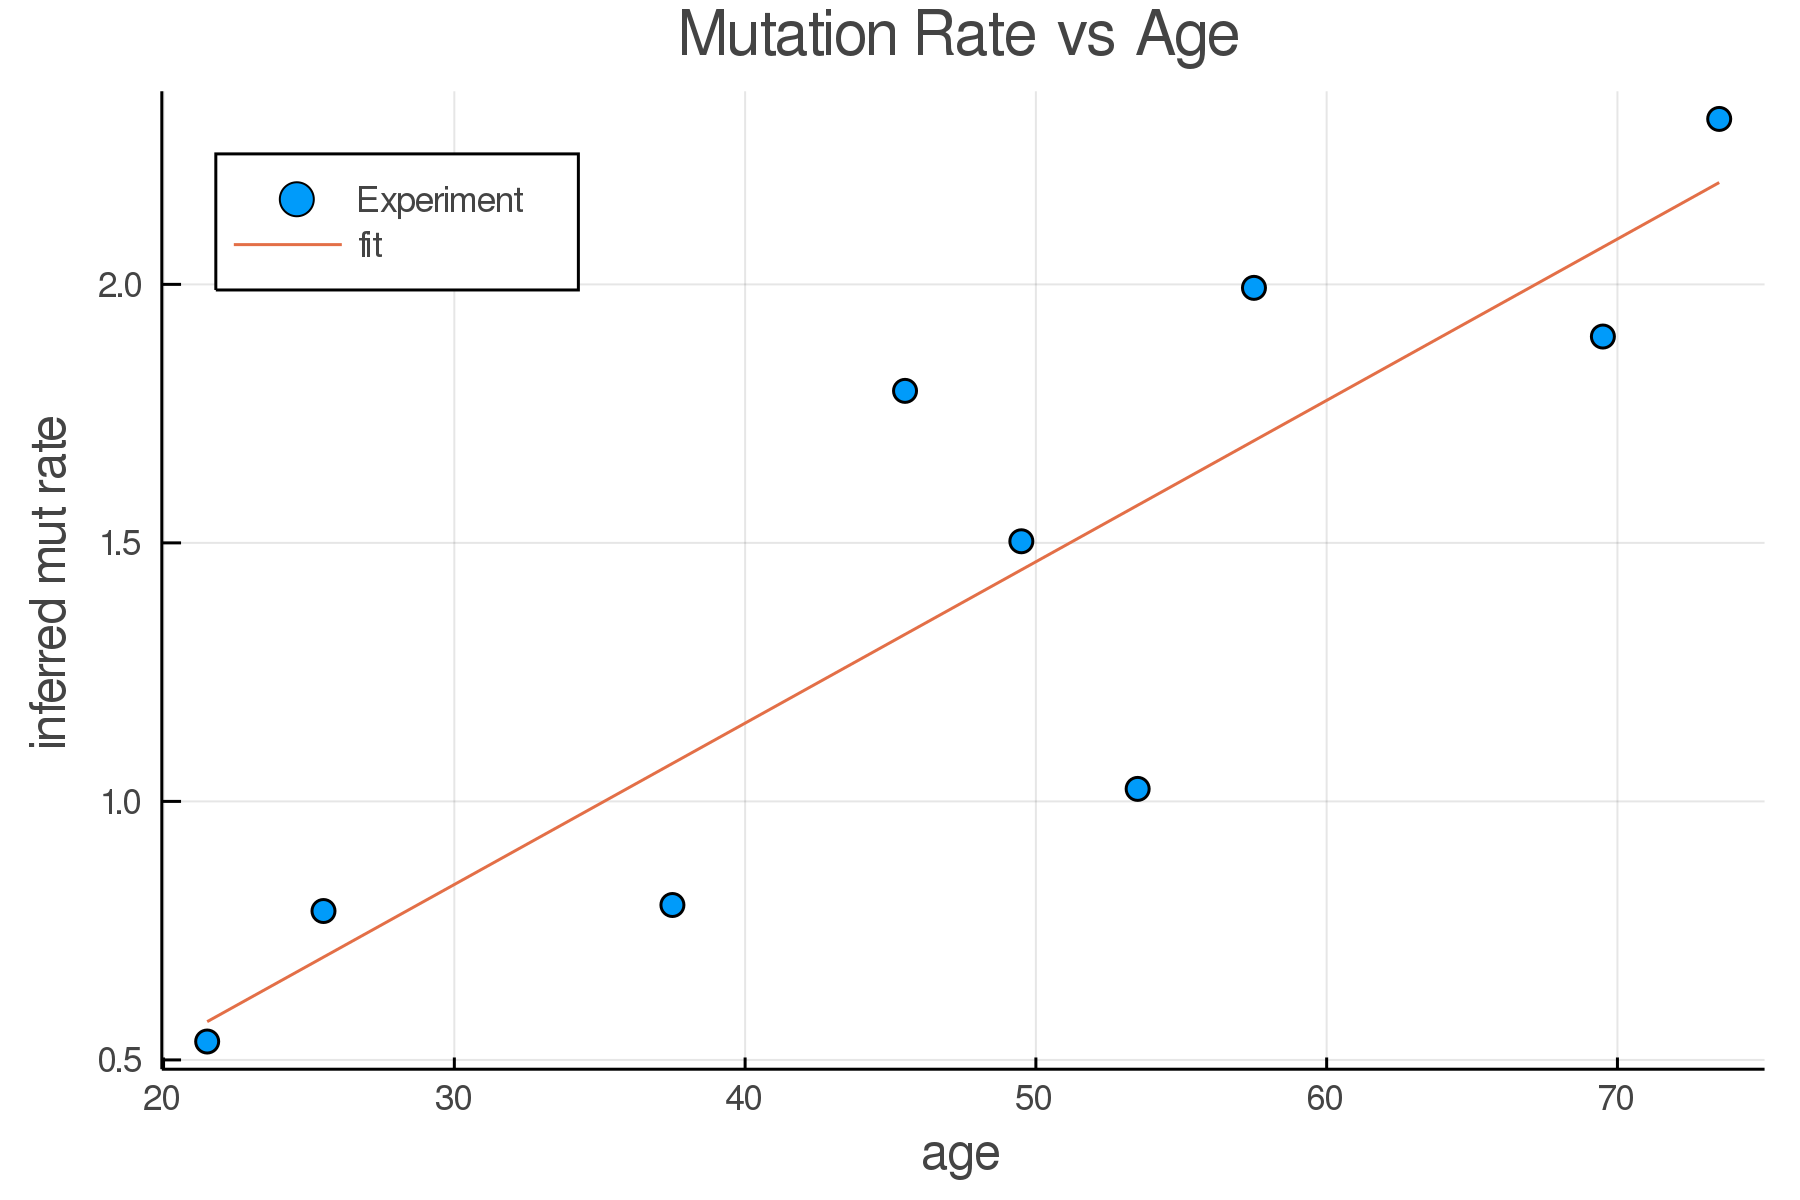 Mutation Rate vs Age
Experiment
fit
2.0
1.5
1.0
0.5
inferred mut rate
20 30 40 50 60 70
age